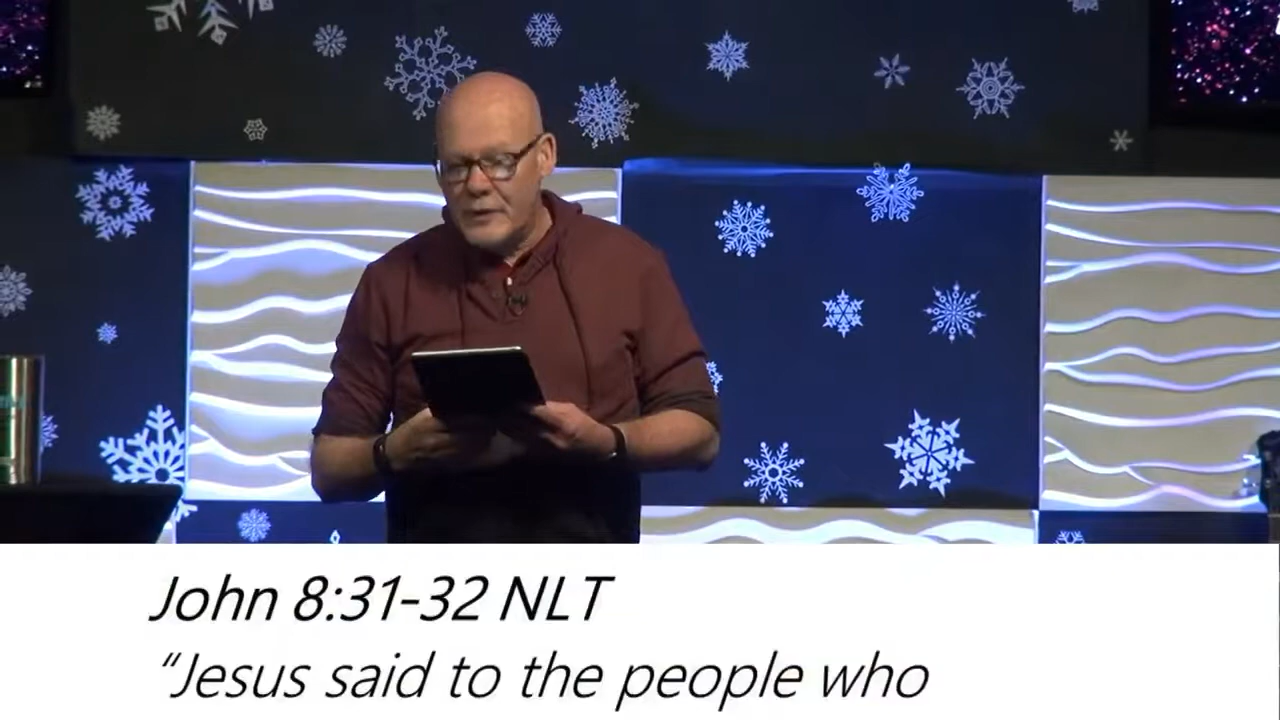 John 8:31-32 NLT
“Jesus said to the people who